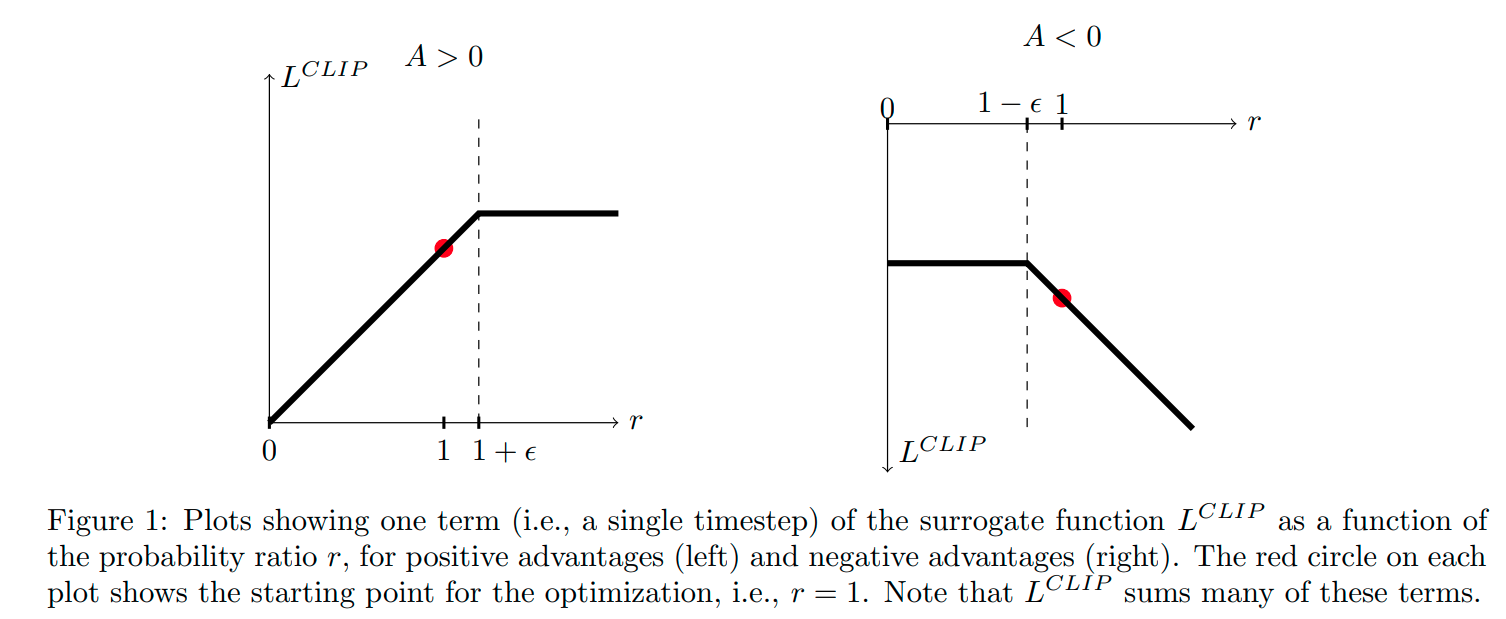 A > 0
L^{CLIP}
0
1
1 + ϵ
r
A < 0
0
1 − ϵ
1
r
L^{CLIP}
Figure 1: Plots showing one term (i.e., a single timestep) of the surrogate function L^{CLIP} as a function of
the probability ratio r, for positive advantages (left) and negative advantages (right). The red circle on each
plot shows the starting point for the optimization, i.e., r = 1. Note that L^{CLIP} sums many of these terms.